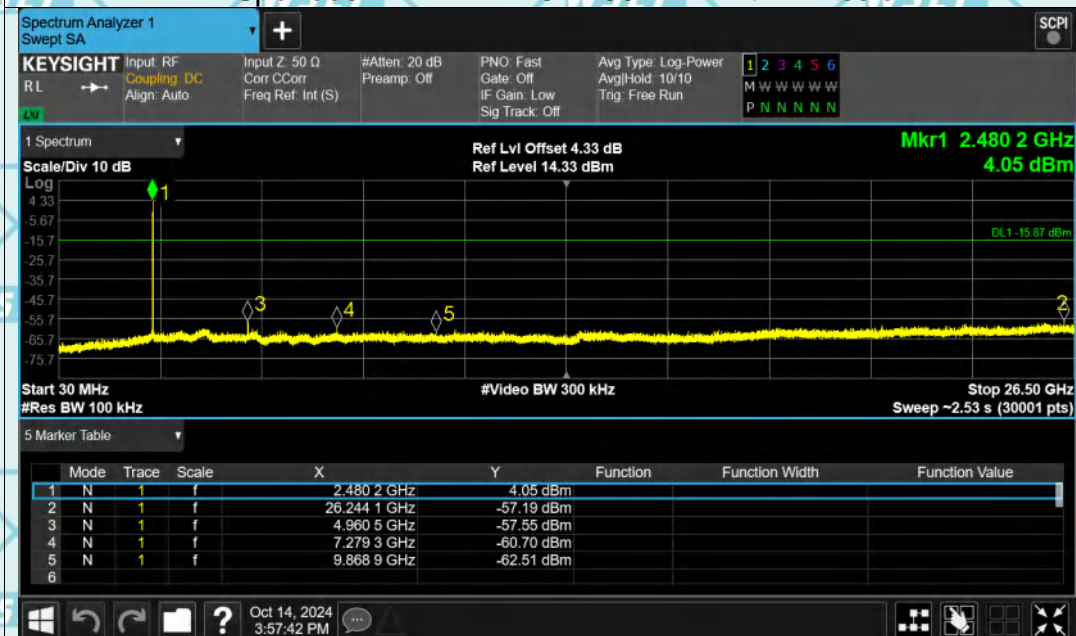 Spectrum Analyzer 1
Swept SA
+
SCPI
KEYSIGHT Input: RF Input Z: 50 Ω #Atten: 20 dB PNO: Fast Avg Type: Log-Power 1 2 3 4 5 6
RL Coupling: DC Corr CCorr Preamp: Off Gate: Off Avg|Hold: 10/10 M W W W W W
Align: Auto Freq Ref: Int (S) IF Gain: Low Trig: Free Run
LNI Sig Track: Off P N N N N N
1 Spectrum
Scale/Div 10 dB
Ref Lvl Offset 4.33 dB
Ref Level 14.33 dBm
Mkr1 2.480 2 GHz
4.05 dBm
Log
4.33
-5.67
-15.7
-25.7
-35.7
-45.7
-55.7
-65.7
-75.7
1
DL1 -15.87 dBm
3
4
5
2
Start 30 MHz #Video BW 300 kHz Stop 26.50 GHz
#Res BW 100 kHz Sweep ~2.53 s (30001 pts)
5 Marker Table
Mode Trace Scale X Y Function Function Width Function Value
1 N 1 f 2.480 2 GHz 4.05 dBm
2 N 1 f 26.244 1 GHz -57.19 dBm
3 N 1 f 4.960 5 GHz -57.55 dBm
4 N 1 f 7.279 3 GHz -60.70 dBm
5 N 1 f 9.868 9 GHz -62.51 dBm
6
? Oct 14, 2024
3:57:42 PM